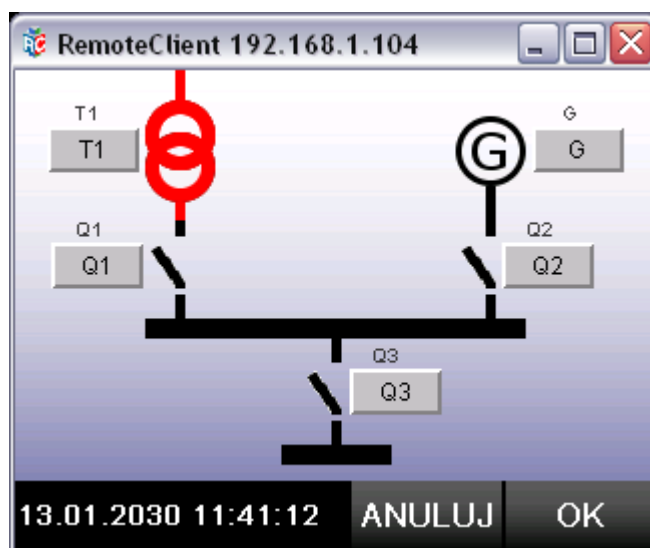 RemoteClient 192.168.1.104
T1
T1
G
G
G
Q1
Q1
Q2
Q2
Q3
Q3
13.01.2030 11:41:12 ANULUJ OK